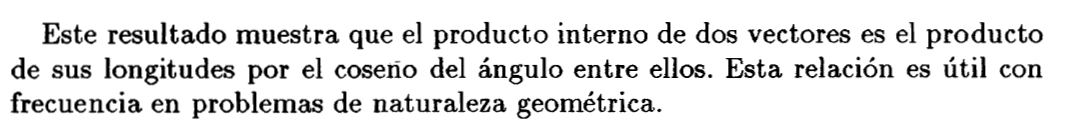 Este resultado muestra que el producto interno de dos vectores es el producto
de sus longitudes por el coseno del ángulo entre ellos. Esta relación es útil con
frecuencia en problemas de naturaleza geométrica.